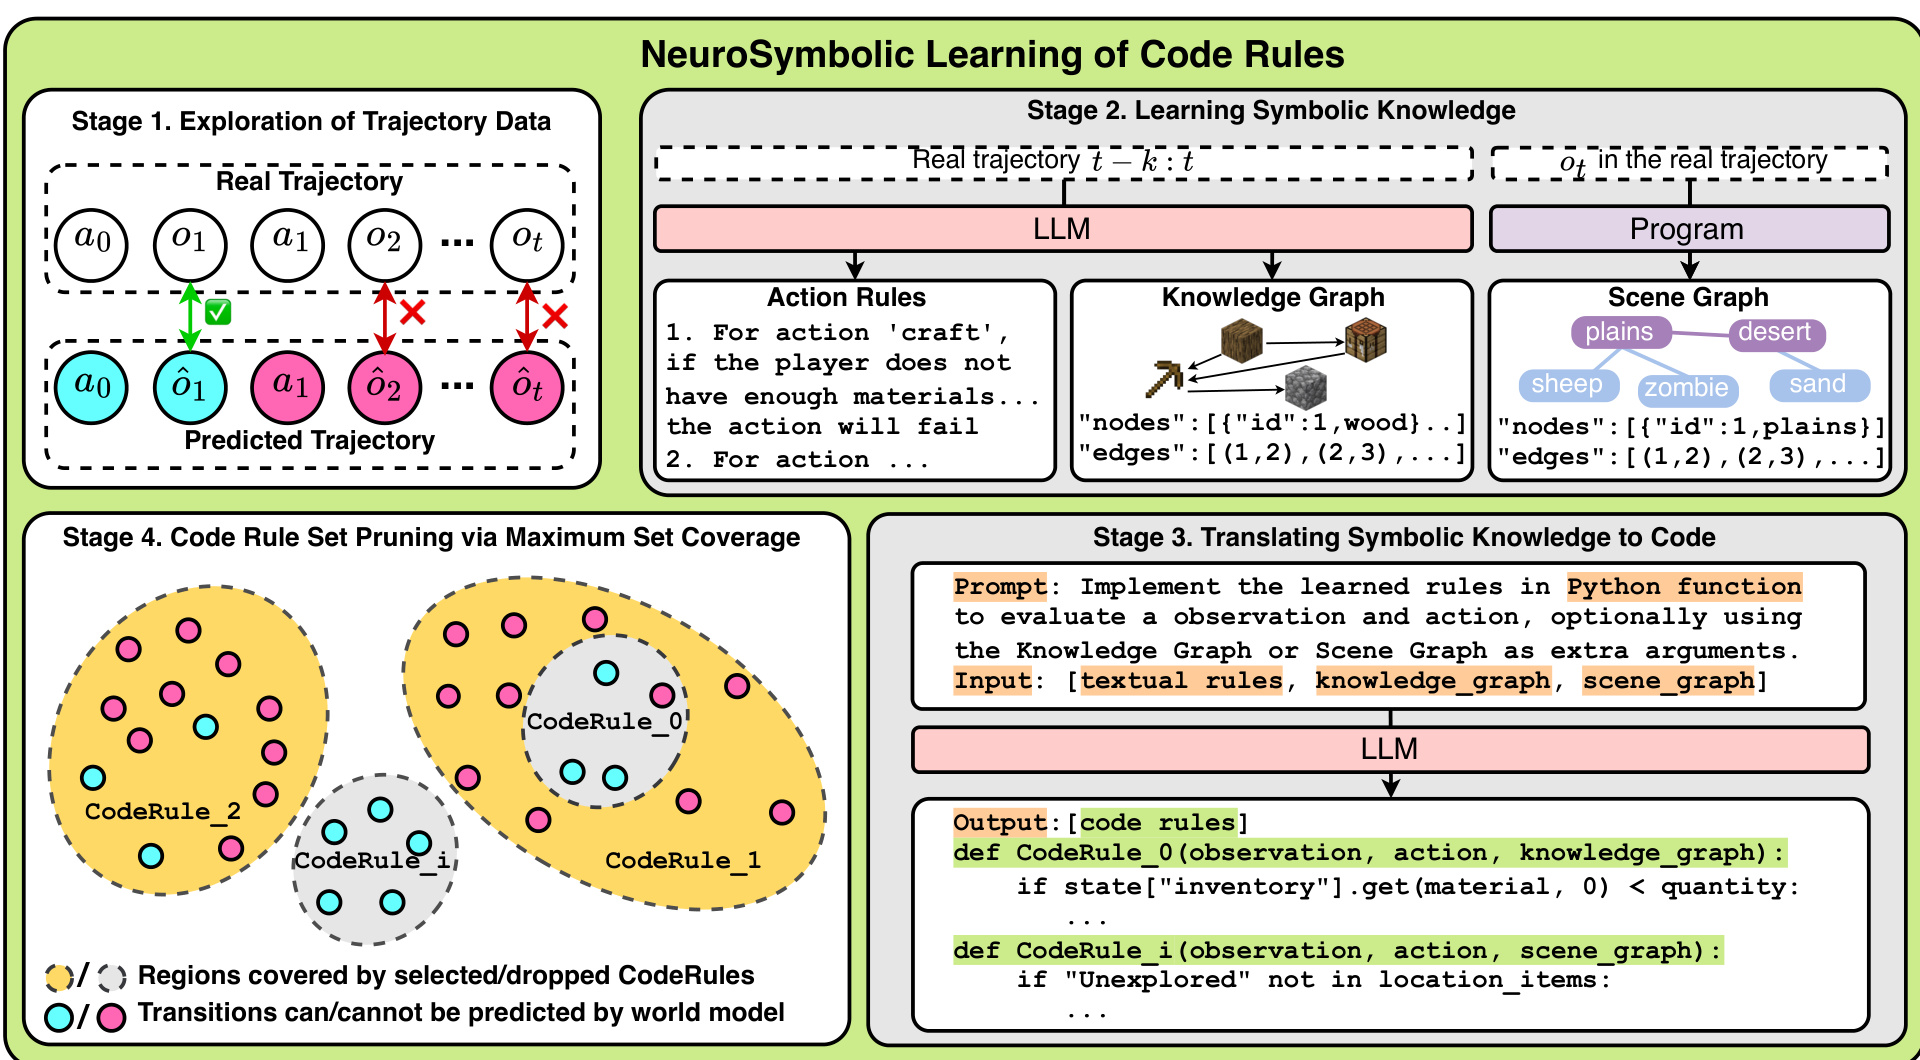 NeuroSymbolic Learning of Code Rules
Stage 1. Exploration of Trajectory Data
Real Trajectory
a0 o1 a1 o2 ... ot
a0 ô1 a1 ô2 ... ôt
Predicted Trajectory
Stage 2. Learning Symbolic Knowledge
Real trajectory t − k : t
ot in the real trajectory
LLM
Program
Action Rules
1. For action 'craft',
if the player does not
have enough materials...
the action will fail
2. For action ...
Knowledge Graph
"nodes":[{"id":1,wood}..]
"edges":[(1,2),(2,3),...]
Scene Graph
plains
desert
sheep
zombie
sand
"nodes":[{"id":1,plains}]
"edges":[(1,2),(2,3),...]
Stage 4. Code Rule Set Pruning via Maximum Set Coverage
CodeRule_0
CodeRule_2
CodeRule_i
CodeRule_1
/ Regions covered by selected/dropped CodeRules
/ Transitions can/cannot be predicted by world model
Stage 3. Translating Symbolic Knowledge to Code
Prompt: Implement the learned rules in Python function
to evaluate a observation and action, optionally using
the Knowledge Graph or Scene Graph as extra arguments.
Input: [textual rules, knowledge_graph, scene_graph]
LLM
Output:[code rules]
def CodeRule_0(observation, action, knowledge_graph):
if state["inventory"].get(material, 0) < quantity:
...
def CodeRule_i(observation, action, scene_graph):
if "Unexplored" not in location_items:
...